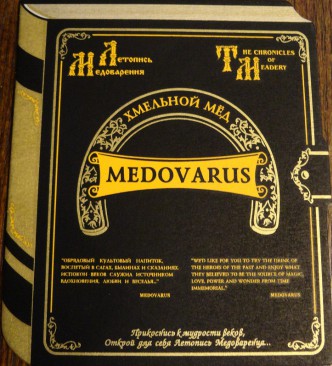 Летопись
Медоварения
The Chronicles
of
Meadery
ХМЕЛЬНОЙ МЁД
MEDOVARUS
"ОБРЯДОВЫЙ КУЛЬТОВЫЙ НАПИТОК,
ВОСПЕТЫЙ В САГАХ, БЫЛИНАХ И СКАЗАНИЯХ,
ИСПОКОН ВЕКОВ СЛУЖИЛ ИСТОЧНИКОМ
ВДОХНОВЕНИЯ, ЛЮБВИ И ВЕСЕЛЬЯ..."
MEDOVARUS
"WE'D LIKE FOR YOU TO TRY THE DRINK OF
THE HEROES OF THE PAST AND ENJOY WHAT
THEY BELIEVED TO BE THE SOURCE OF MAGIC,
LOVE, POWER AND WONDER FROM TIME
IMMEMORIAL."
MEDOVARUS
Прикоснись к мудрости веков,
Открой для себя Летопись Медоварения...